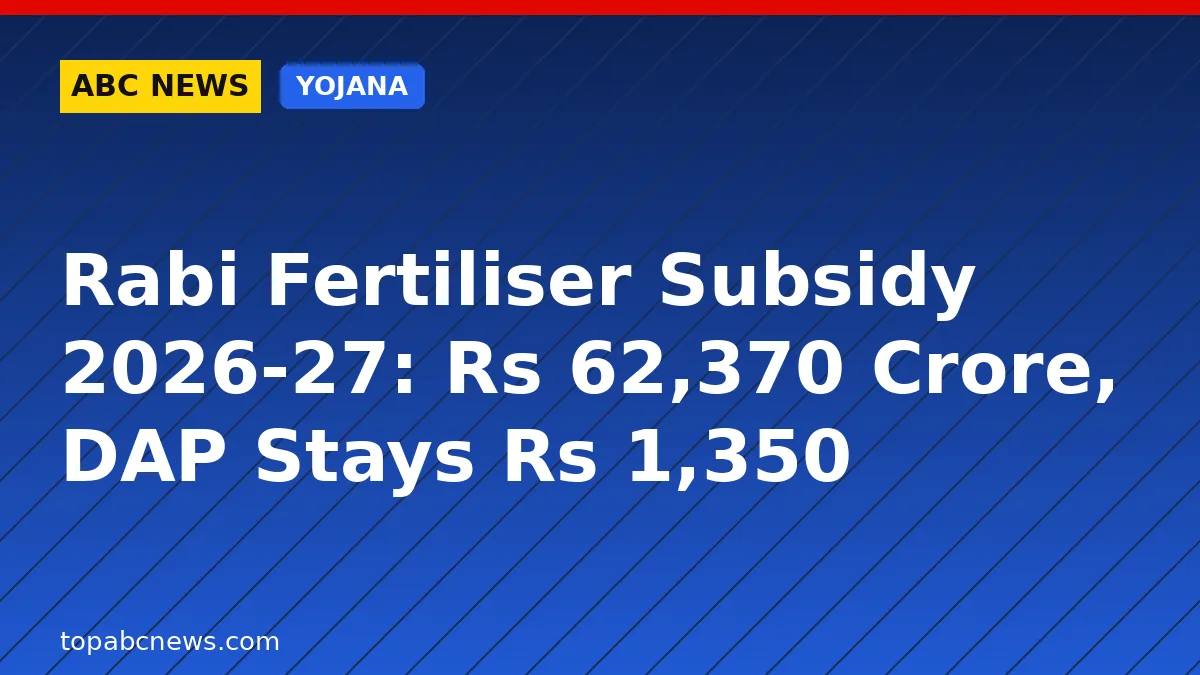 ABC NEWS
YOJANA
Rabi Fertiliser Subsidy
2026-27: Rs 62,370 Crore,
DAP Stays Rs 1,350
topabcnews.com